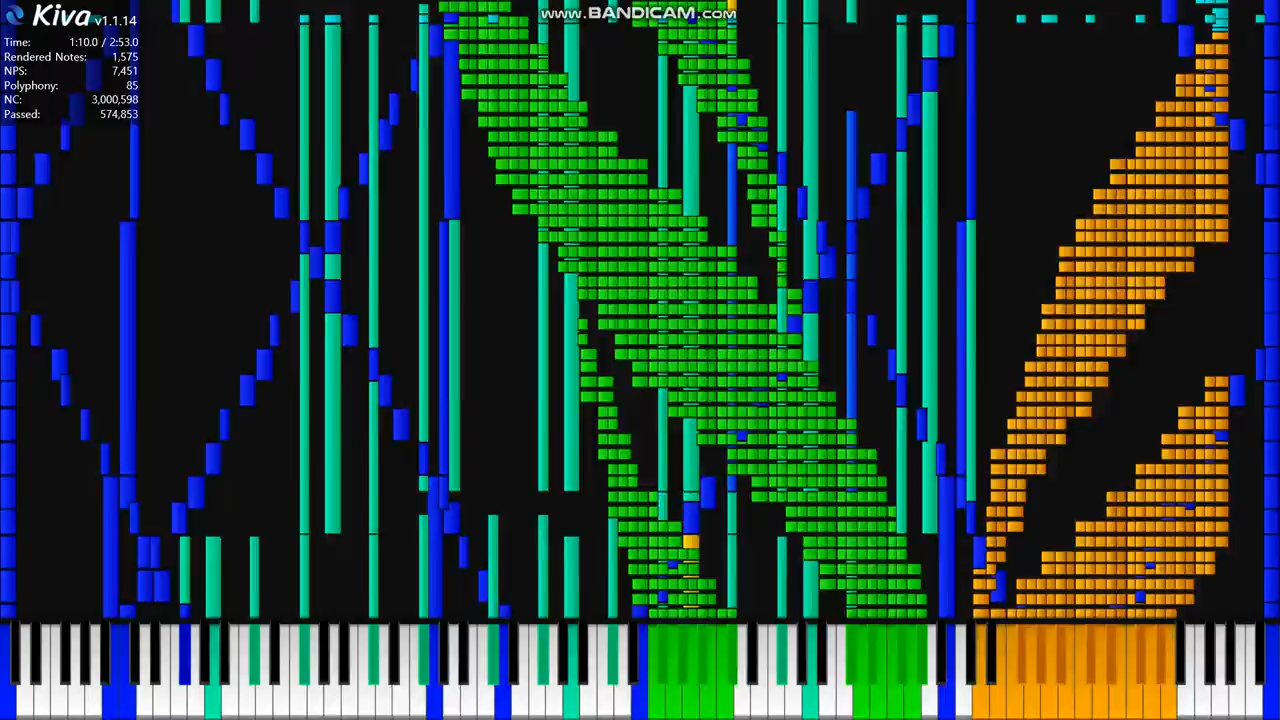 Kiva v1.1.14
www.BANDICAM.com
Time: 1:10.0 / 2:53.0
Rendered Notes: 1,575
NPS: 7,451
Polyphony: 85
NC: 3,000,598
Passed: 574,853